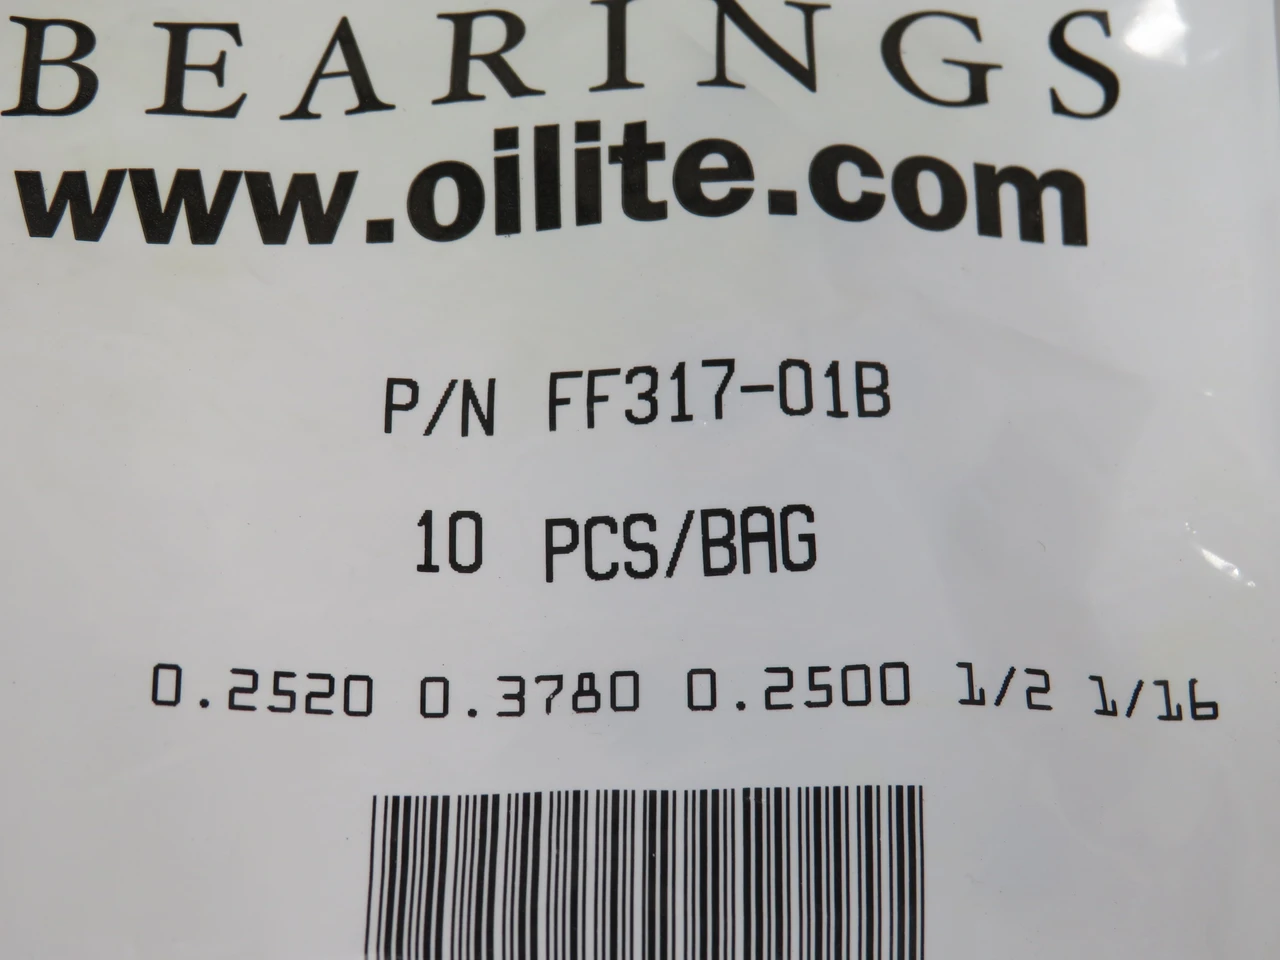 BEARINGS
www.oilite.com
P/N FF317-01B
10 PCS/BAG
0.2520 0.3780 0.2500 1/2 1/16